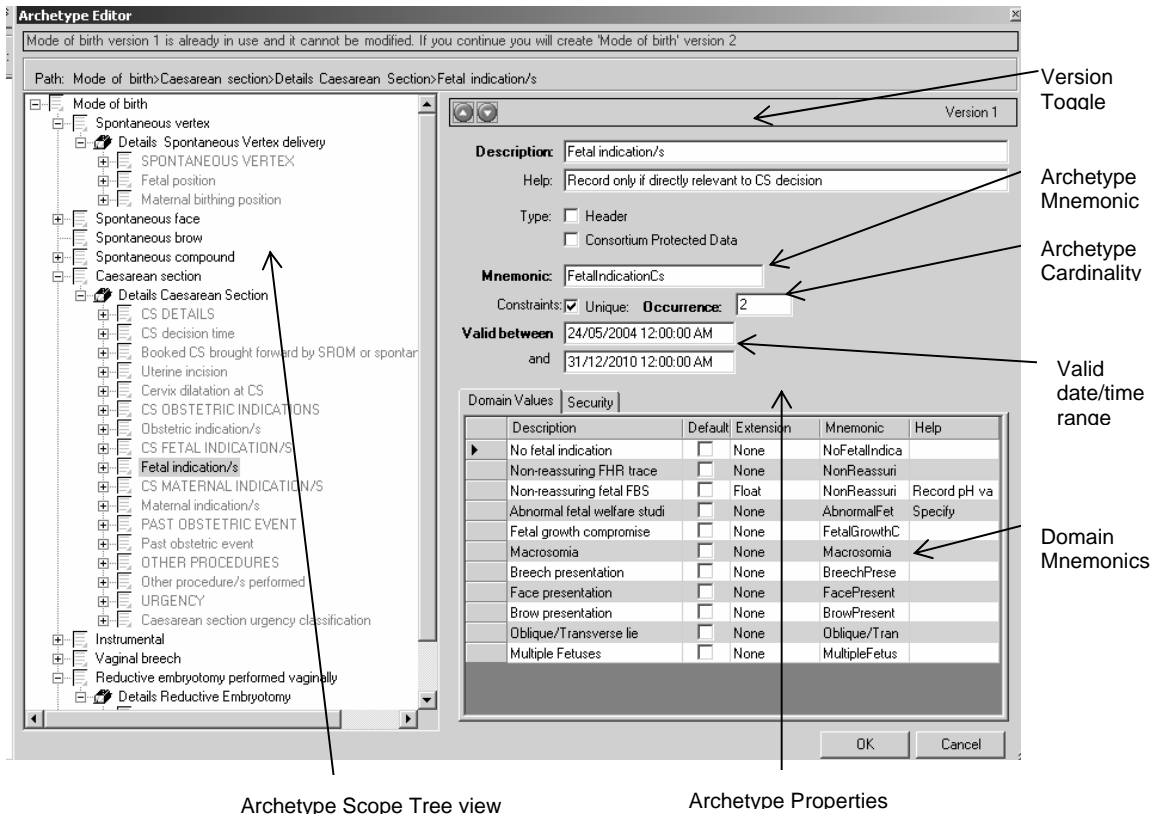 Archetype Editor
Mode of birth version 1 is already in use and it cannot be modified. If you continue you will create 'Mode of birth' version 2
Path: Mode of birth>Caesarean section>Details Caesarean Section>Fetal indication/s
Mode of birth
Spontaneous vertex
Details Spontaneous Vertex delivery
SPONTANEOUS VERTEX
Fetal position
Maternal birthing position
Spontaneous face
Spontaneous brow
Spontaneous compound
Caesarean section
Details Caesarean Section
CS DETAILS
CS decision time
Booked CS brought forward by SROM or spontar
Uterine incision
Cervix dilatation at CS
CS OBSTETRIC INDICATIONS
Obstetric indication/s
CS FETAL INDICATION/S
Fetal indication/s
CS MATERNAL INDICATION/S
Maternal indication/s
PAST OBSTETRIC EVENT
Past obstetric event
OTHER PROCEDURES
Other procedure/s performed
URGENCY
Caesarean section urgency classification
Instrumental
Vaginal breech
Reductive embryotomy performed vaginally
Details Reductive Embryotomy
Version 1
Description: Fetal indication/s
Help: Record only if directly relevant to CS decision
Type: Header
Consortium Protected Data
Mnemonic: FetalIndicationCs
Constraints: Unique: Occurrence: 2
Valid between 24/05/2004 12:00:00 AM
and 31/12/2010 12:00:00 AM
Domain Values Security
Description Default Extension Mnemonic Help
No fetal indication None NoFetalIndica
Non-reassuring FHR trace None NonReassuri
Non-reassuring fetal FBS Float NonReassuri Record pH va
Abnormal fetal welfare studi None AbnormalFet Specify
Fetal growth compromise None FetalGrowthC
Macrosomia None Macrosomia
Breech presentation None BreechPrese
Face presentation None FacePresent
Brow presentation None BrowPresent
Oblique/Transverse lie None Oblique/Tran
Multiple Fetuses None MultipleFetus
OK Cancel
Version
Toggle
Archetype
Mnemonic
Archetype
Cardinality
Valid
date/time
range
Domain
Mnemonics
Archetype Scope Tree view
Archetype Properties